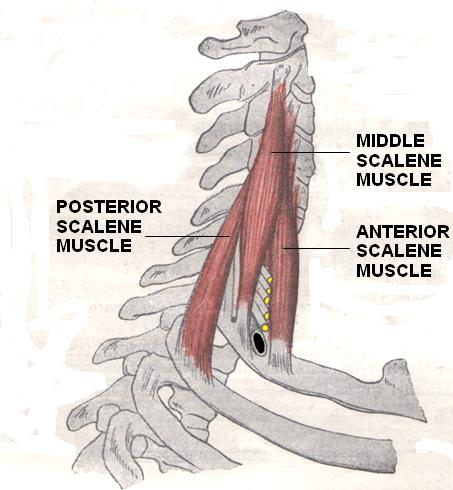 MIDDLE
SCALENE
MUSCLE
POSTERIOR
SCALENE
MUSCLE
ANTERIOR
SCALENE
MUSCLE